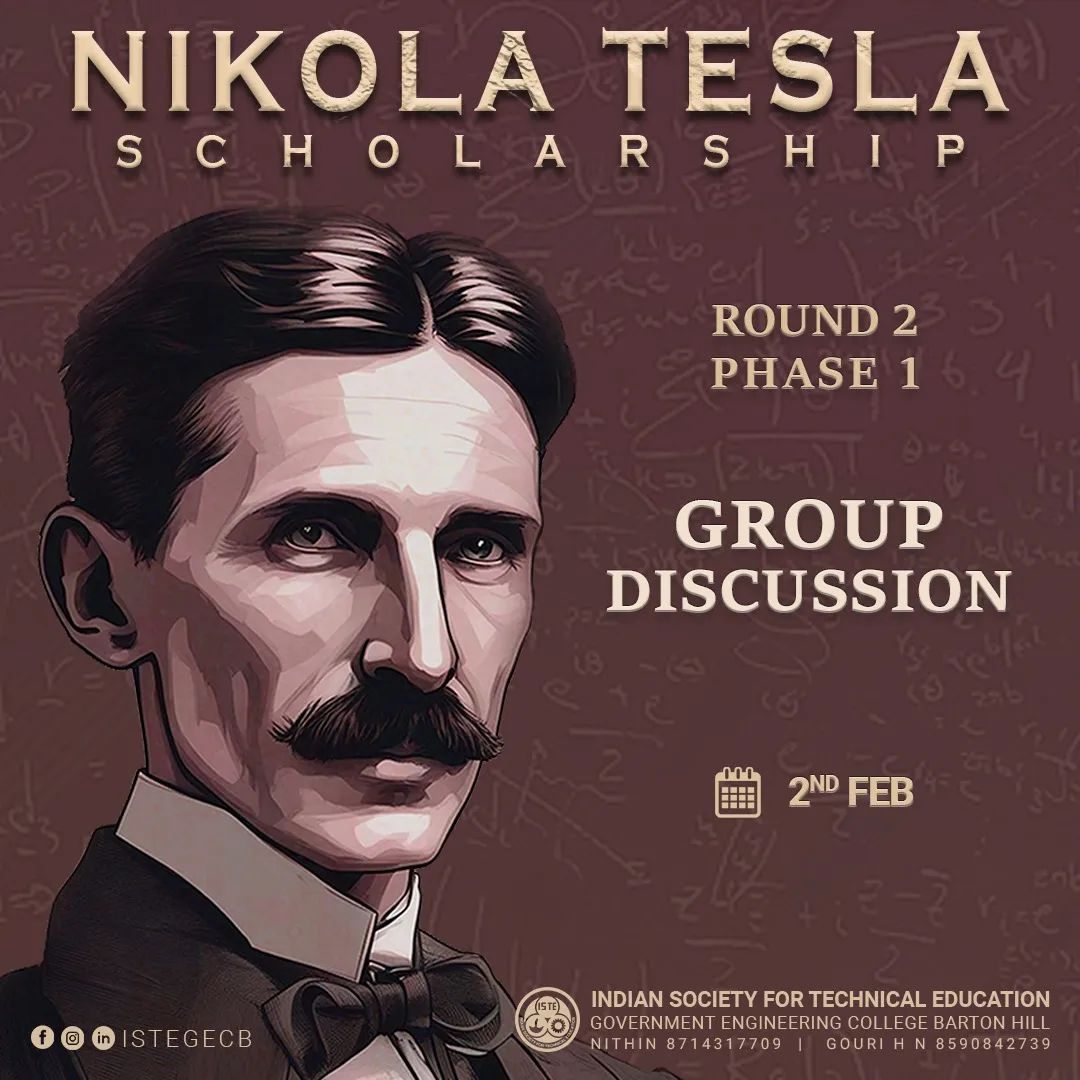 NIKOLA TESLA
SCHOLARSHIP
ROUND 2
PHASE 1
GROUP
DISCUSSION
2ND FEB
ISTEGECB
ISTE
INDIAN SOCIETY FOR TECHNICAL EDUCATION
GOVERNMENT ENGINEERING COLLEGE BARTON HILL
NITHIN 8714317709 | GOURI H N 8590842739